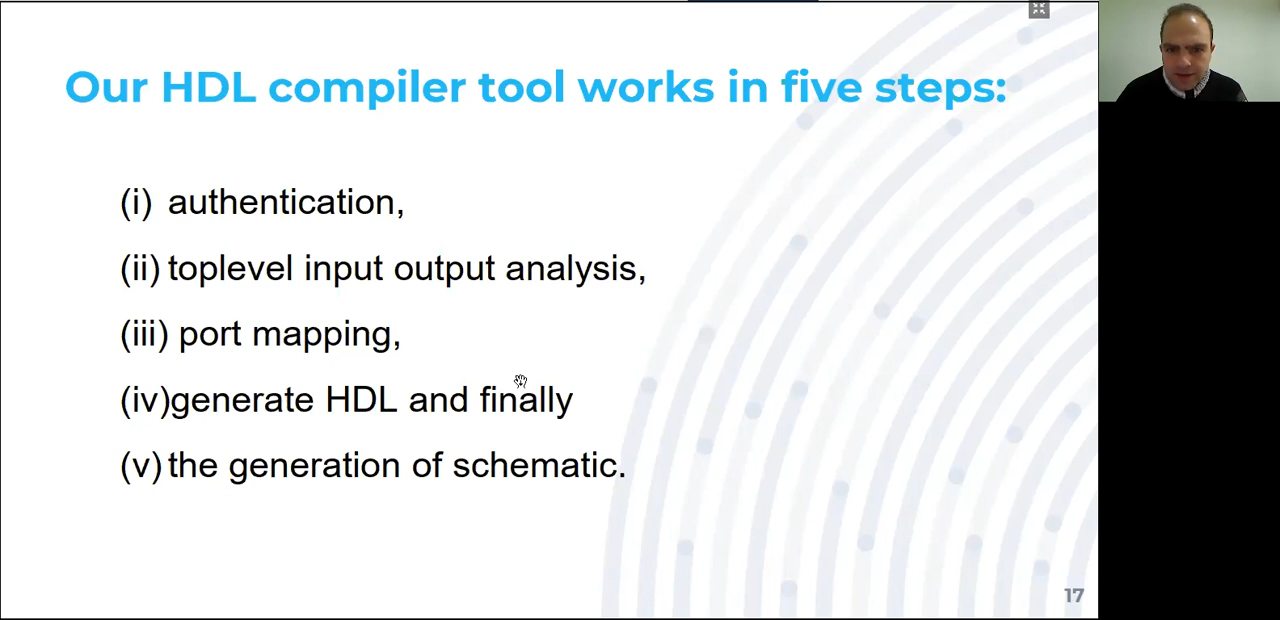 Our HDL compiler tool works in five steps:
(i) authentication,
(ii) toplevel input output analysis,
(iii) port mapping,
(iv)generate HDL and finally
(v) the generation of schematic.
17